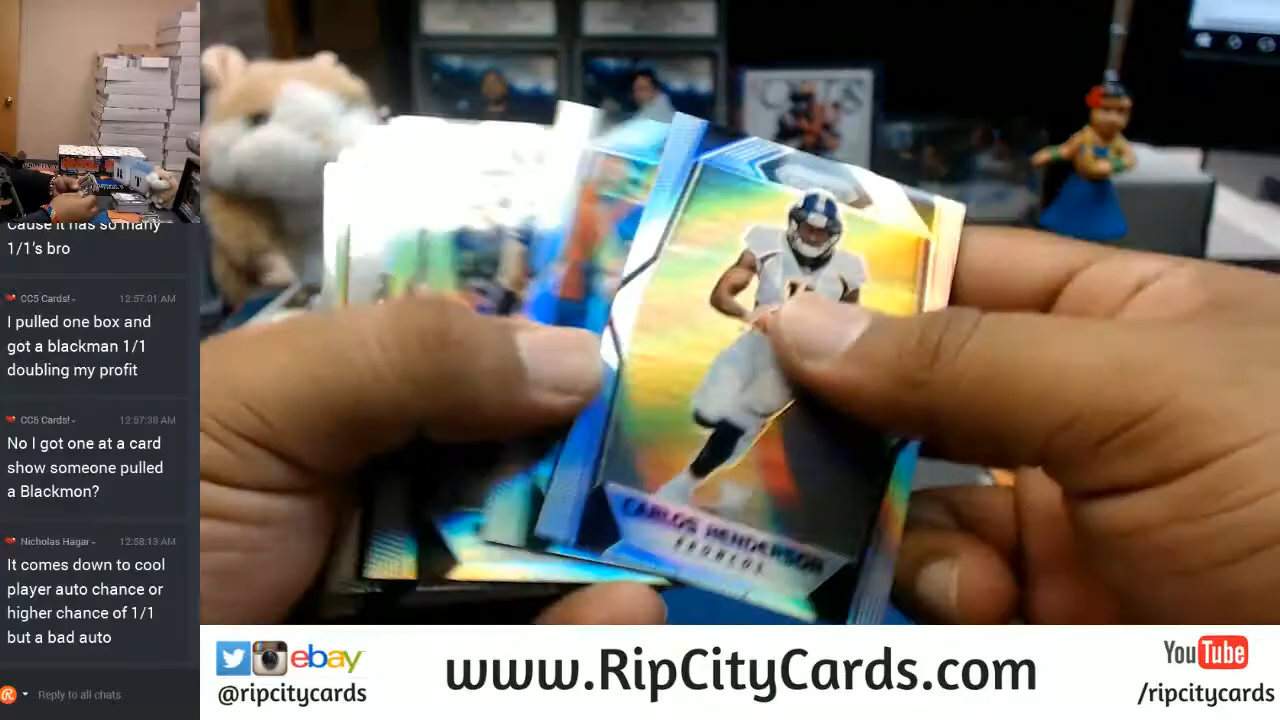 Cause it has so many
1/1's bro
CC5 Cards! 12:57:01 AM
I pulled one box and
got a blackman 1/1
doubling my profit
CC5 Cards! 12:57:38 AM
No I got one at a card
show someone pulled
a Blackmon?
Nicholas Hagar 12:58:13 AM
It comes down to cool
player auto chance or
higher chance of 1/1
but a bad auto
Reply to all chats
CARLOS HENDERSON
BRONCOS
ebay
@ripcitycards
www.RipCityCards.com
YouTube
/ripcitycards